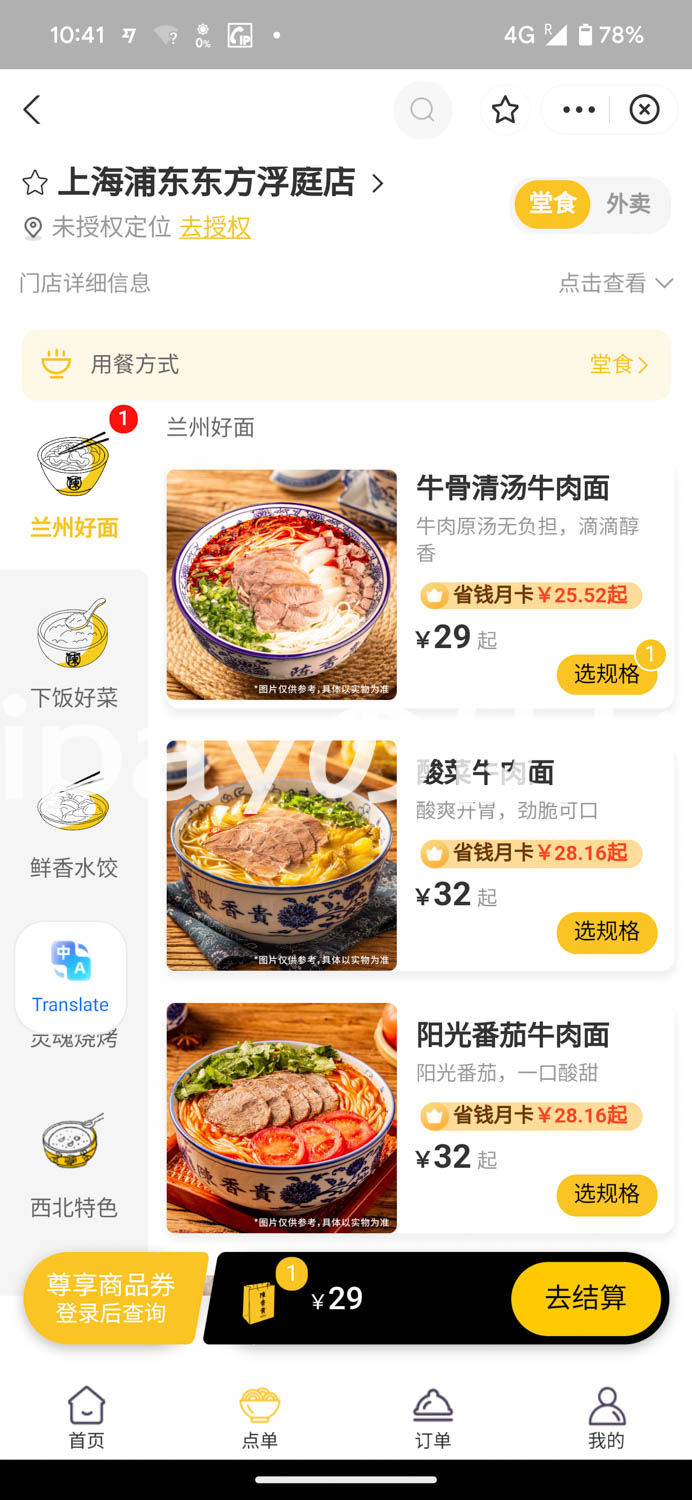 10:41
0%
4G R 78%
上海浦东东方浮庭店
未授权定位 去授权
堂食 外卖
门店详细信息 点击查看
用餐方式 堂食
1
兰州好面
兰州好面
牛骨清汤牛肉面
牛肉原汤无负担，滴滴醇
香
省钱月卡¥25.52起
¥29 起
1
选规格
*图片仅供参考,具体以实物为准
下饭好菜
酸菜牛肉面
酸爽开胃，劲脆可口
省钱月卡¥28.16起
¥32 起
选规格
陳香貴
*图片仅供参考,具体以实物为准
鲜香水饺
中 A
Translate
灵魂烧烤
阳光番茄牛肉面
阳光番茄，一口酸甜
省钱月卡¥28.16起
¥32 起
选规格
陳香貴
*图片仅供参考,具体以实物为准
西北特色
尊享商品券
登录后查询
陳香貴
1
¥29
去结算
首页 点单 订单 我的